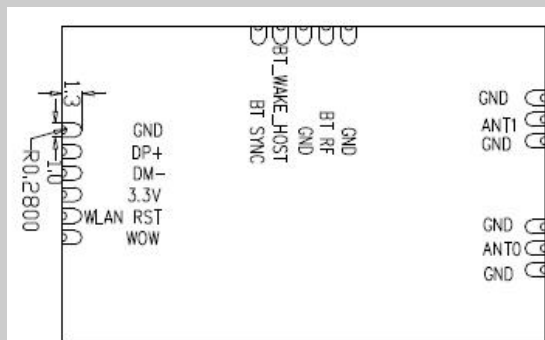 1.3
R0.2800
1.0
GND
DP+
DM-
3.3V
WLAN RST
WOW
BT SYNC
BT_WAKE_HOST
GND
BT RF
GND
GND
ANT1
GND
GND
ANT0
GND